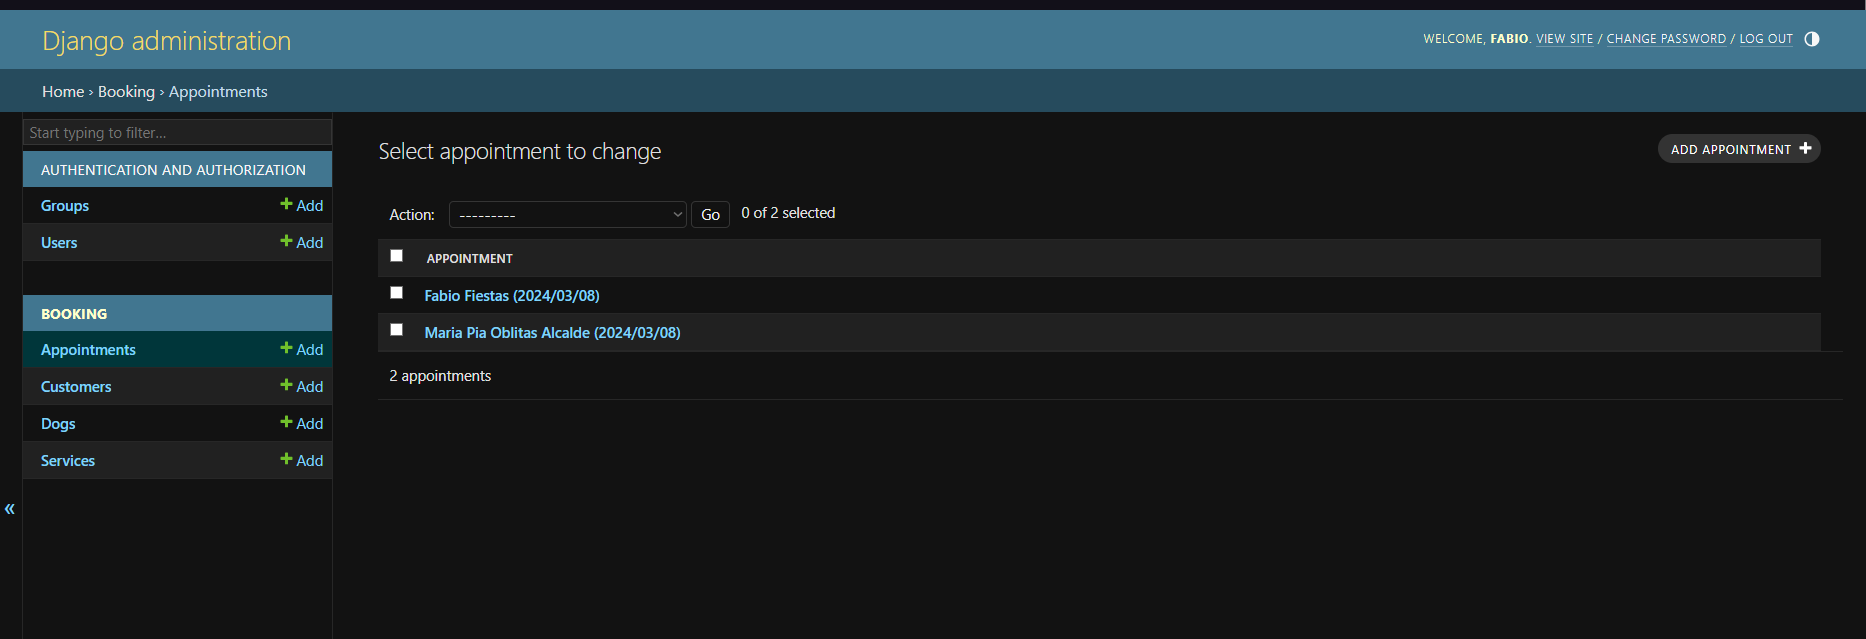 Django administration
WELCOME, FABIO. VIEW SITE / CHANGE PASSWORD / LOG OUT
Home › Booking › Appointments
Start typing to filter...
AUTHENTICATION AND AUTHORIZATION
Groups + Add
Users + Add
BOOKING
Appointments + Add
Customers + Add
Dogs + Add
Services + Add
«
Select appointment to change
ADD APPOINTMENT +
Action: --------- Go 0 of 2 selected
APPOINTMENT
Fabio Fiestas (2024/03/08)
Maria Pia Oblitas Alcalde (2024/03/08)
2 appointments